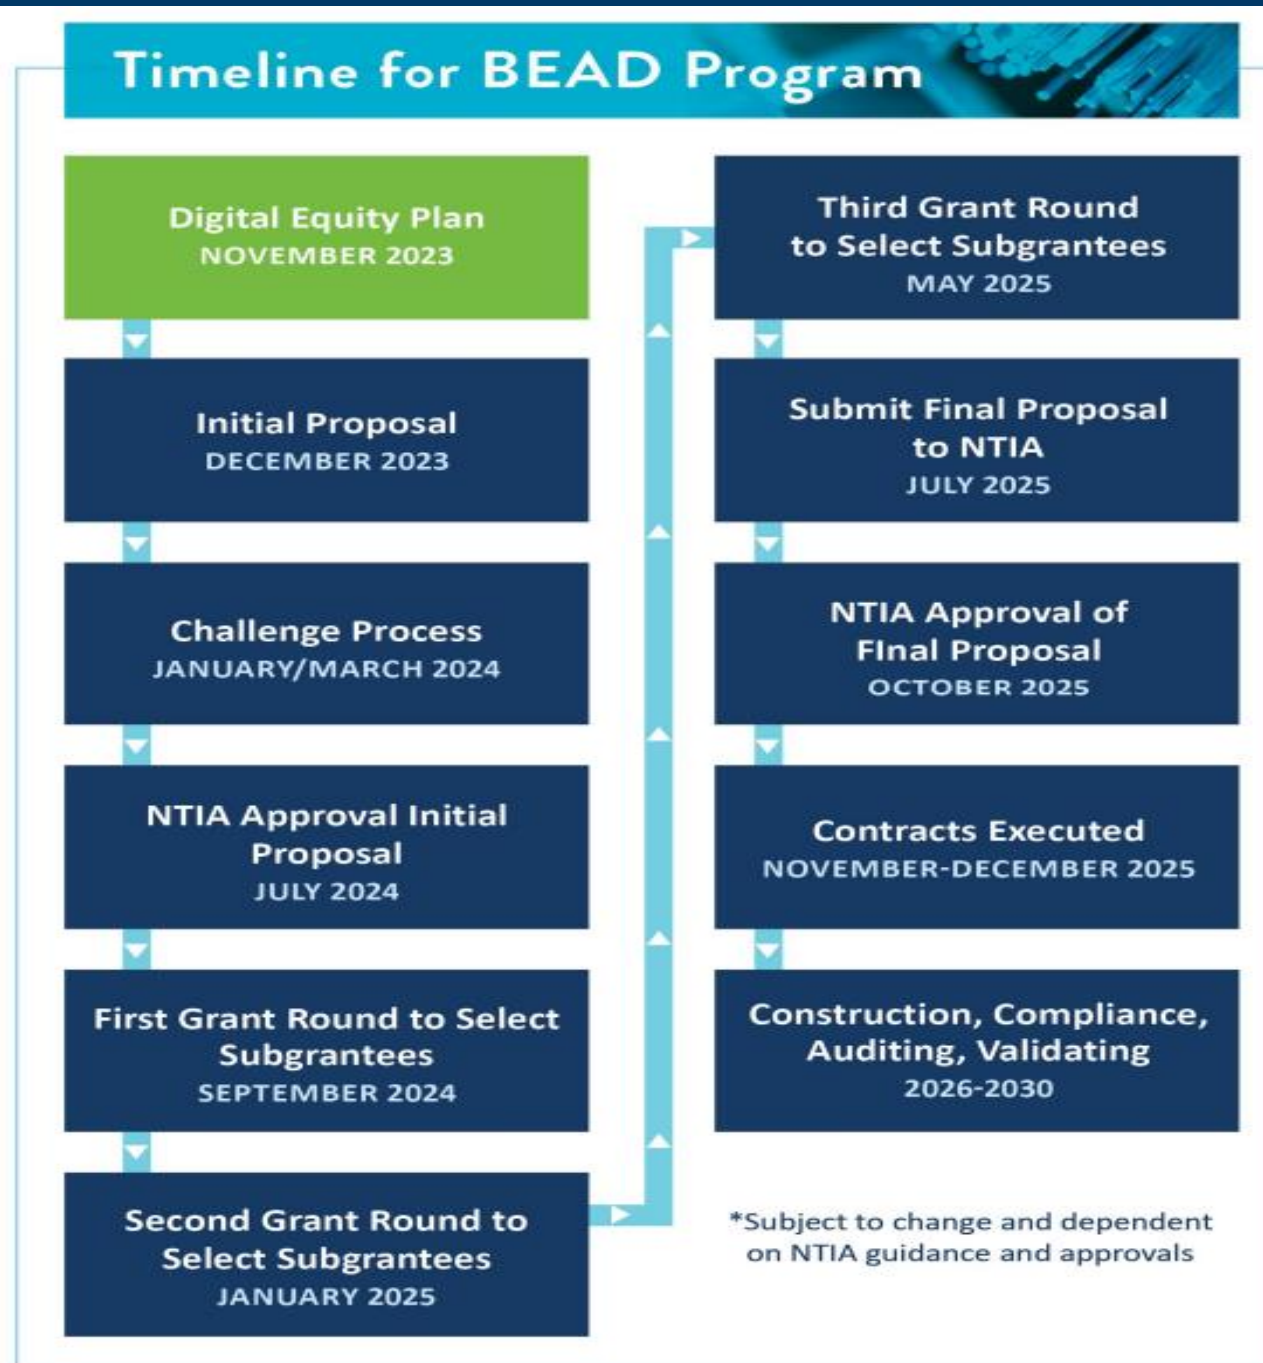 Timeline for BEAD Program
Digital Equity Plan
NOVEMBER 2023
Initial Proposal
DECEMBER 2023
Challenge Process
JANUARY/MARCH 2024
NTIA Approval Initial
Proposal
JULY 2024
First Grant Round to Select
Subgrantees
SEPTEMBER 2024
Second Grant Round to
Select Subgrantees
JANUARY 2025
Third Grant Round
to Select Subgrantees
MAY 2025
Submit Final Proposal
to NTIA
JULY 2025
NTIA Approval of
FInal Proposal
OCTOBER 2025
Contracts Executed
NOVEMBER-DECEMBER 2025
Construction, Compliance,
Auditing, Validating
2026-2030
*Subject to change and dependent
on NTIA guidance and approvals